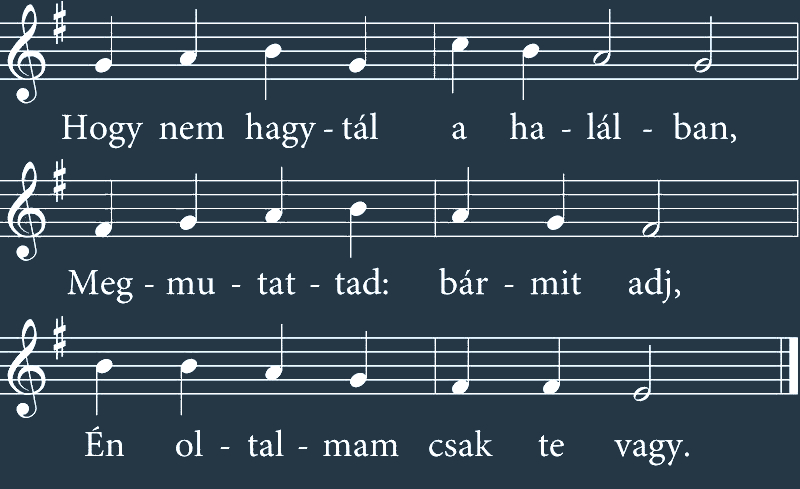 Hogy nem hagy - tál a ha - lál - ban,
Meg - mu - tat - tad: bár - mit adj,
Én ol - tal - mam csak te vagy.